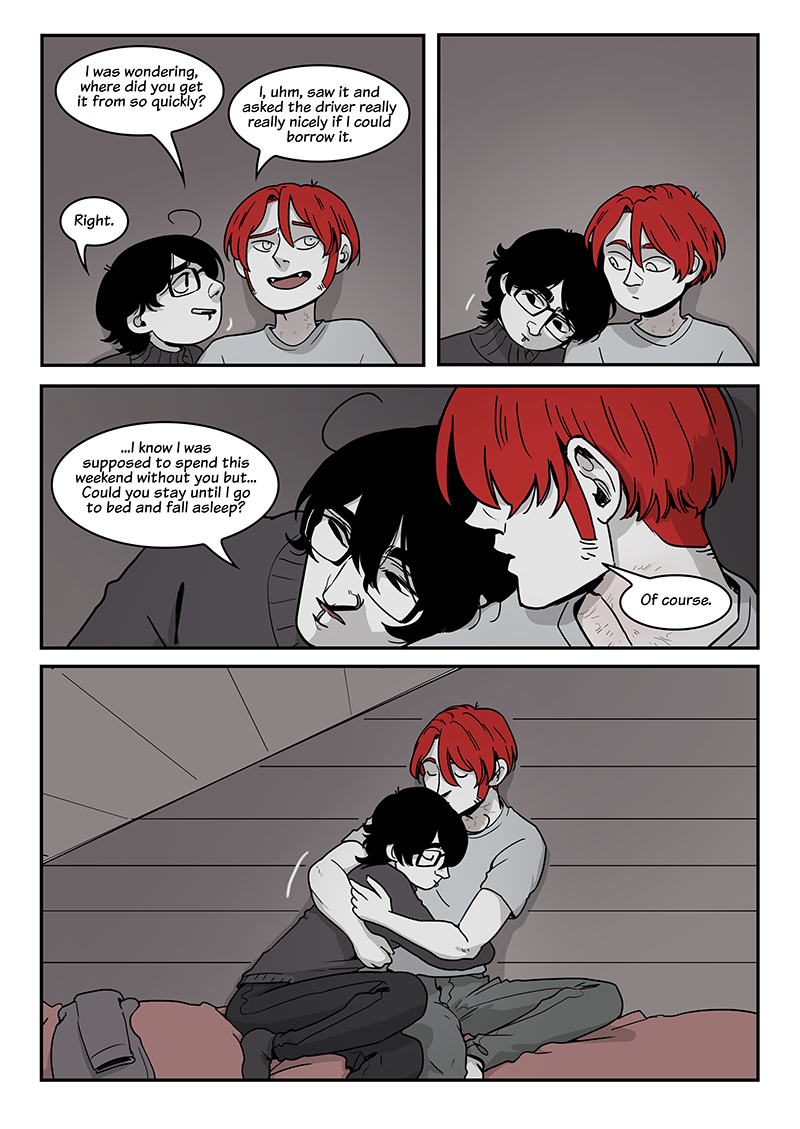 I was wondering,
where did you get
it from so quickly?
I, uhm, saw it and
asked the driver really
really nicely if I could
borrow it.
Right.
...I know I was
supposed to spend this
weekend without you but...
Could you stay until I go
to bed and fall asleep?
Of course.